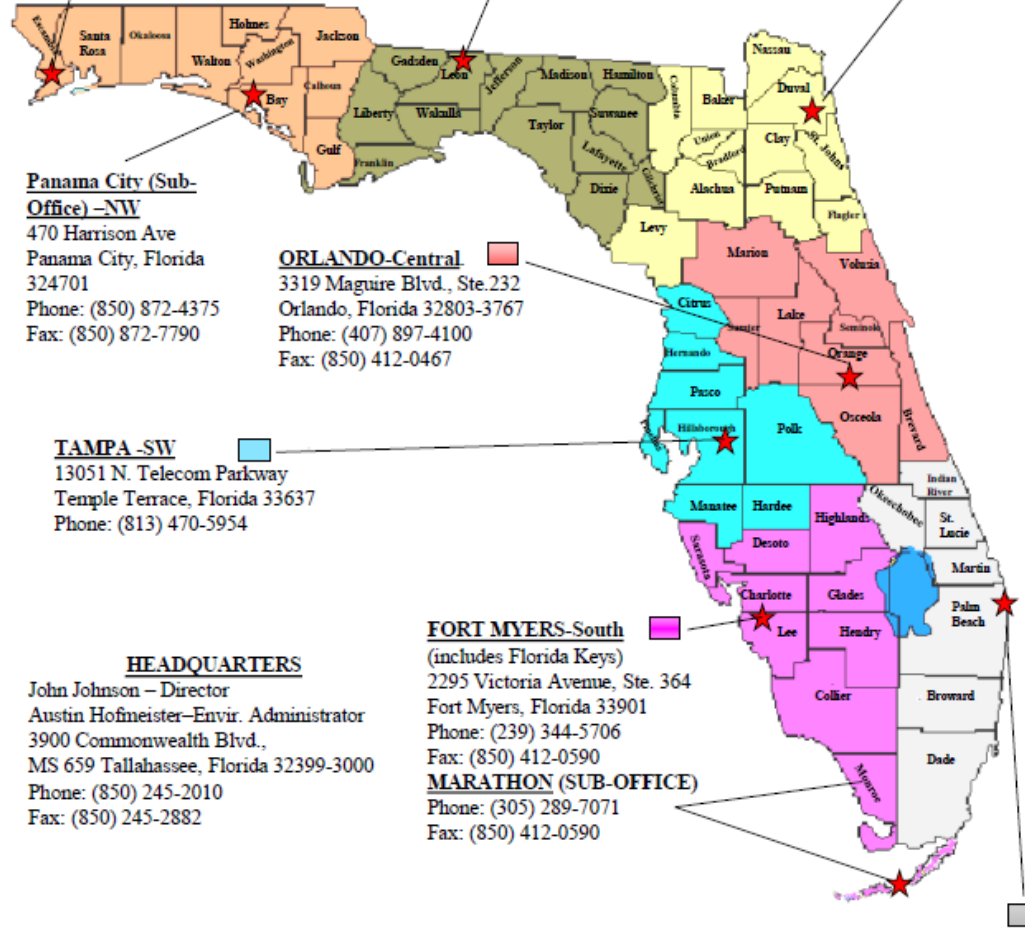 Escambia
Santa
Rosa
Okaloosa
Walton
Holmes
Washington
Jackson
Calhoun
Bay
Gulf
Gadsden
Leon
Jefferson
Madison
Hamilton
Liberty
Wakulla
Taylor
Suwanee
Lafayette
Franklin
Dixie
Gilchrist
Columbia
Baker
Nassau
Duval
Union
Bradford
Clay
St. Johns
Alachua
Putnam
Flagler
Levy
Panama City (Sub-
Office) –NW
470 Harrison Ave
Panama City, Florida
324701
Phone: (850) 872-4375
Fax: (850) 872-7790
ORLANDO-Central
3319 Maguire Blvd., Ste.232
Orlando, Florida 32803-3767
Phone: (407) 897-4100
Fax: (850) 412-0467
Marion
Volusia
Citrus
Sumter
Lake
Seminole
Hernando
Orange
Pasco
Osceola
Brevard
Hillsborough
Polk
TAMPA -SW
13051 N. Telecom Parkway
Temple Terrace, Florida 33637
Phone: (813) 470-5954
Manatee
Hardee
Highlands
Okeechobee
Indian
River
St.
Lucie
Sarasota
Desoto
Martin
Charlotte
Glades
Palm
Beach
Lee
Hendry
Collier
Broward
Dade
Monroe
FORT MYERS-South
(includes Florida Keys)
2295 Victoria Avenue, Ste. 364
Fort Myers, Florida 33901
Phone: (239) 344-5706
Fax: (850) 412-0590
MARATHON (SUB-OFFICE)
Phone: (305) 289-7071
Fax: (850) 412-0590
HEADQUARTERS
John Johnson – Director
Austin Hofmeister–Envir. Administrator
3900 Commonwealth Blvd.,
MS 659 Tallahassee, Florida 32399-3000
Phone: (850) 245-2010
Fax: (850) 245-2882